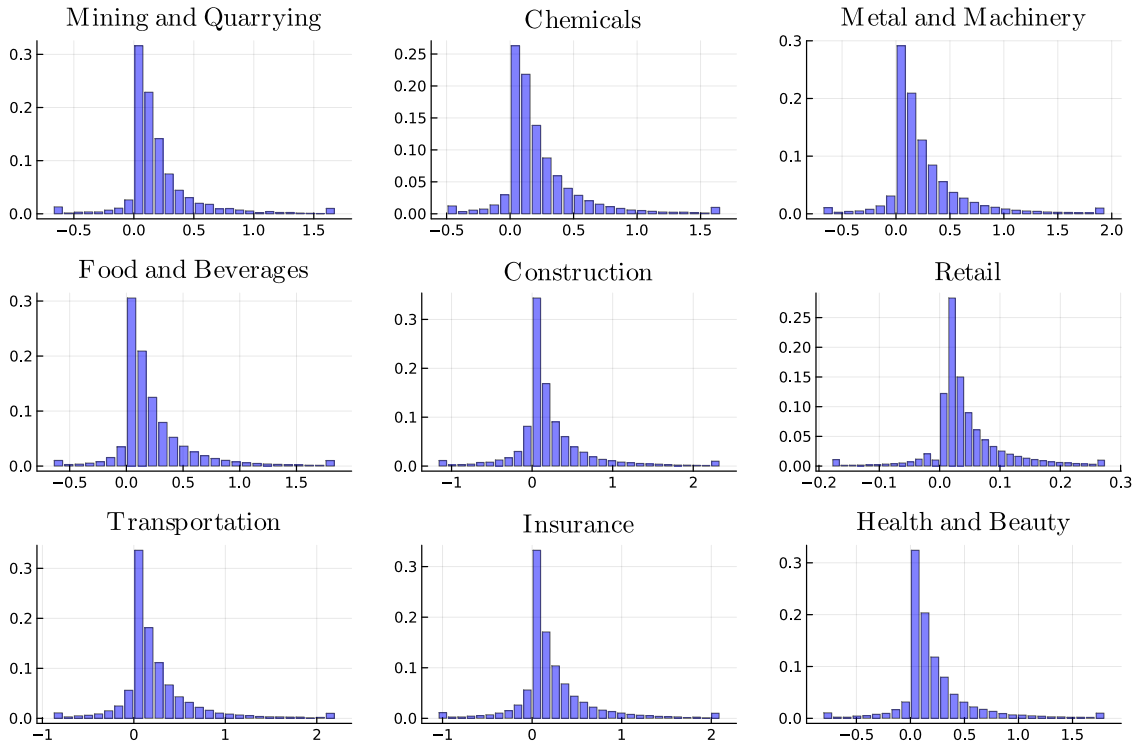 Mining and Quarrying
0.3
0.2
0.1
0.0
−0.5 0.0 0.5 1.0 1.5
Chemicals
0.25
0.20
0.15
0.10
0.05
0.00
−0.5 0.0 0.5 1.0 1.5
Metal and Machinery
0.3
0.2
0.1
0.0
−0.5 0.0 0.5 1.0 1.5 2.0
Food and Beverages
0.3
0.2
0.1
0.0
−0.5 0.0 0.5 1.0 1.5
Construction
0.3
0.2
0.1
0.0
−1 0 1 2
Retail
0.25
0.20
0.15
0.10
0.05
0.00
−0.2 −0.1 0.0 0.1 0.2 0.3
Transportation
0.3
0.2
0.1
0.0
−1 0 1 2
Insurance
0.3
0.2
0.1
0.0
−1 0 1 2
Health and Beauty
0.3
0.2
0.1
0.0
−0.5 0.0 0.5 1.0 1.5